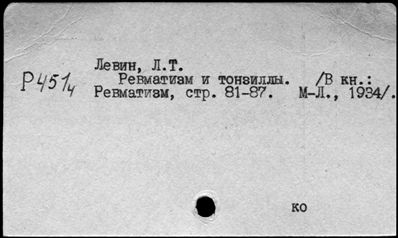 Левин, Л.Т.
Р451/4 Ревматизм и тонзиллы. /В кн.:
Ревматизм, стр. 81-87. М-Л., 1934/.
ко